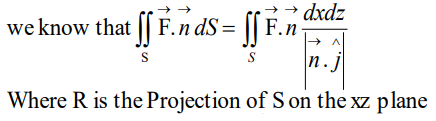 we know that ∬_S F⃗.n⃗ dS = ∬_S F⃗.n⃗ dxdz / |n⃗.ĵ|
Where R is the Projection of S on the xz plane